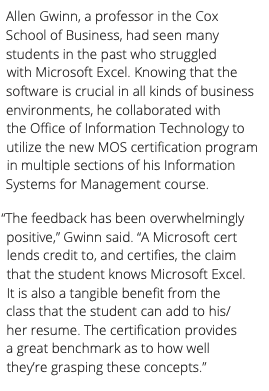 Allen Gwinn, a professor in the Cox
School of Business, had seen many
students in the past who struggled
with Microsoft Excel. Knowing that the
software is crucial in all kinds of business
environments, he collaborated with
the Office of Information Technology to
utilize the new MOS certification program
in multiple sections of his Information
Systems for Management course.
“The feedback has been overwhelmingly
positive,” Gwinn said. “A Microsoft cert
lends credit to, and certifies, the claim
that the student knows Microsoft Excel.
It is also a tangible benefit from the
class that the student can add to his/
her resume. The certification provides
a great benchmark as to how well
they’re grasping these concepts.”